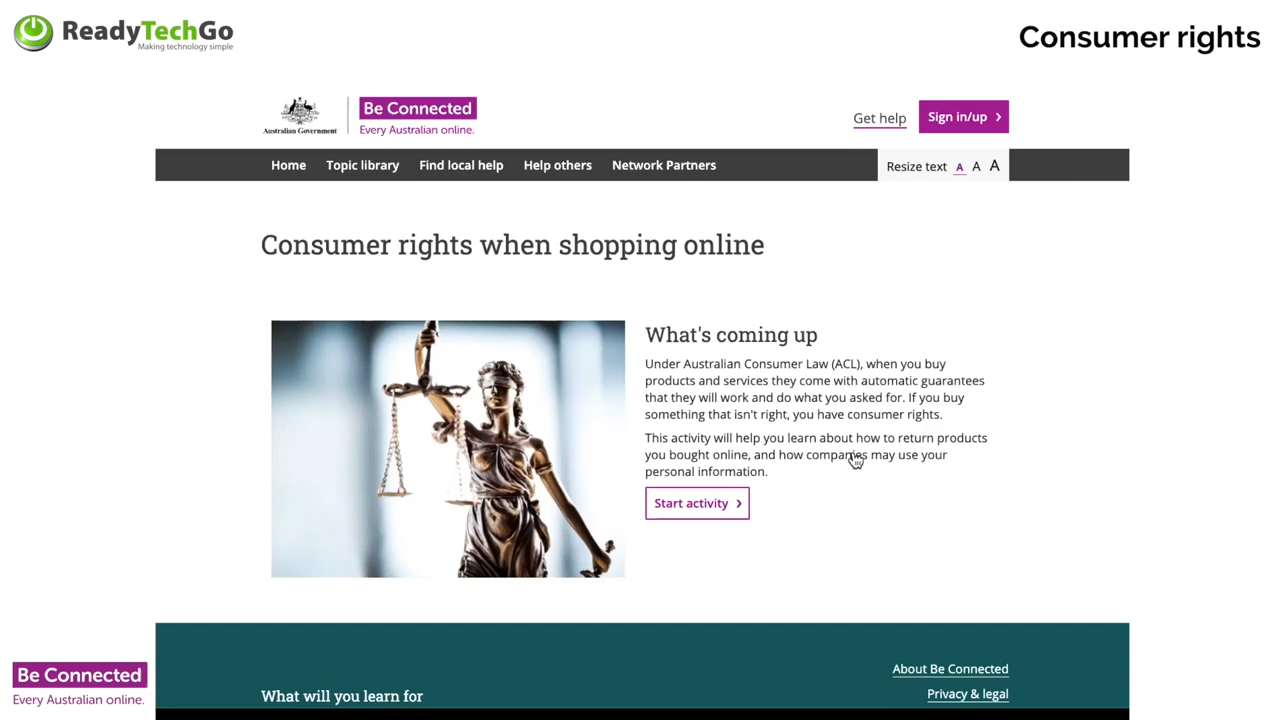 ReadyTechGo
Making technology simple
Consumer rights
Australian Government
Be Connected
Every Australian online.
Get help
Sign in/up
Home
Topic library
Find local help
Help others
Network Partners
Resize text A A A
Consumer rights when shopping online
What's coming up
Under Australian Consumer Law (ACL), when you buy
products and services they come with automatic guarantees
that they will work and do what you asked for. If you buy
something that isn't right, you have consumer rights.
This activity will help you learn about how to return products
you bought online, and how companies may use your
personal information.
Start activity
What will you learn for
About Be Connected
Privacy & legal
Be Connected
Every Australian online.